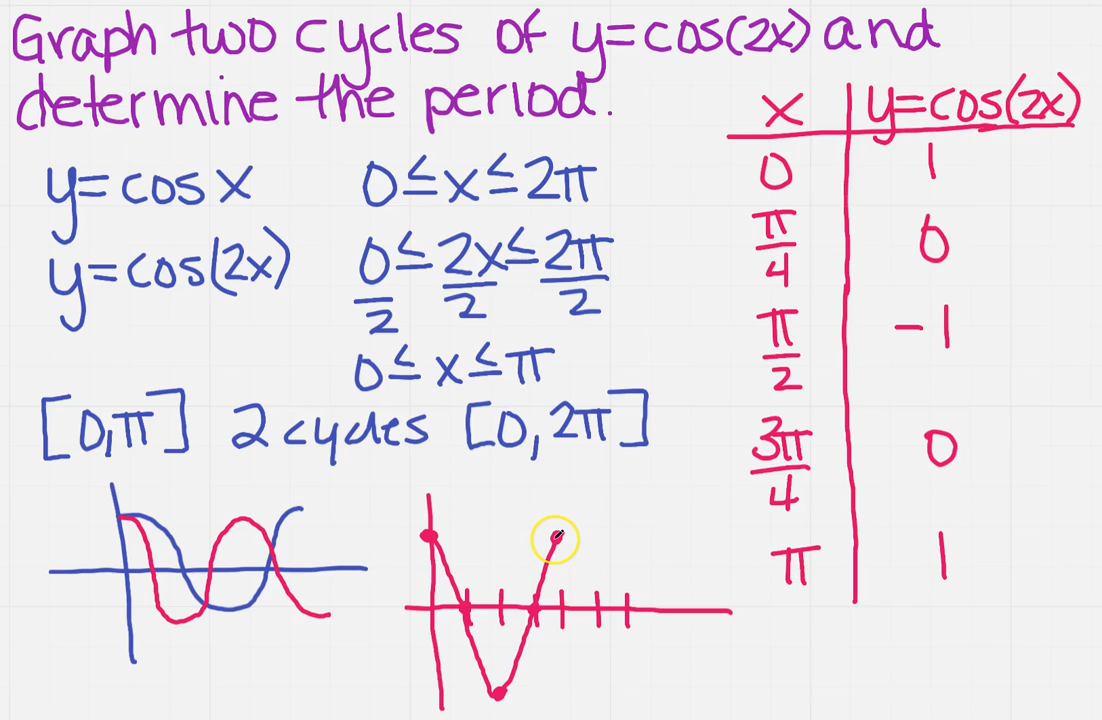 Graph two cycles of y=cos(2x) and
determine the period.
y=cos x 0≤x≤2π
y=cos(2x) 0/2≤2x/2≤2π/2
0≤x≤π
[0,π] 2 cycles [0,2π]
x y=cos(2x)
0 1
π/4 0
π/2 -1
3π/4 0
π 1